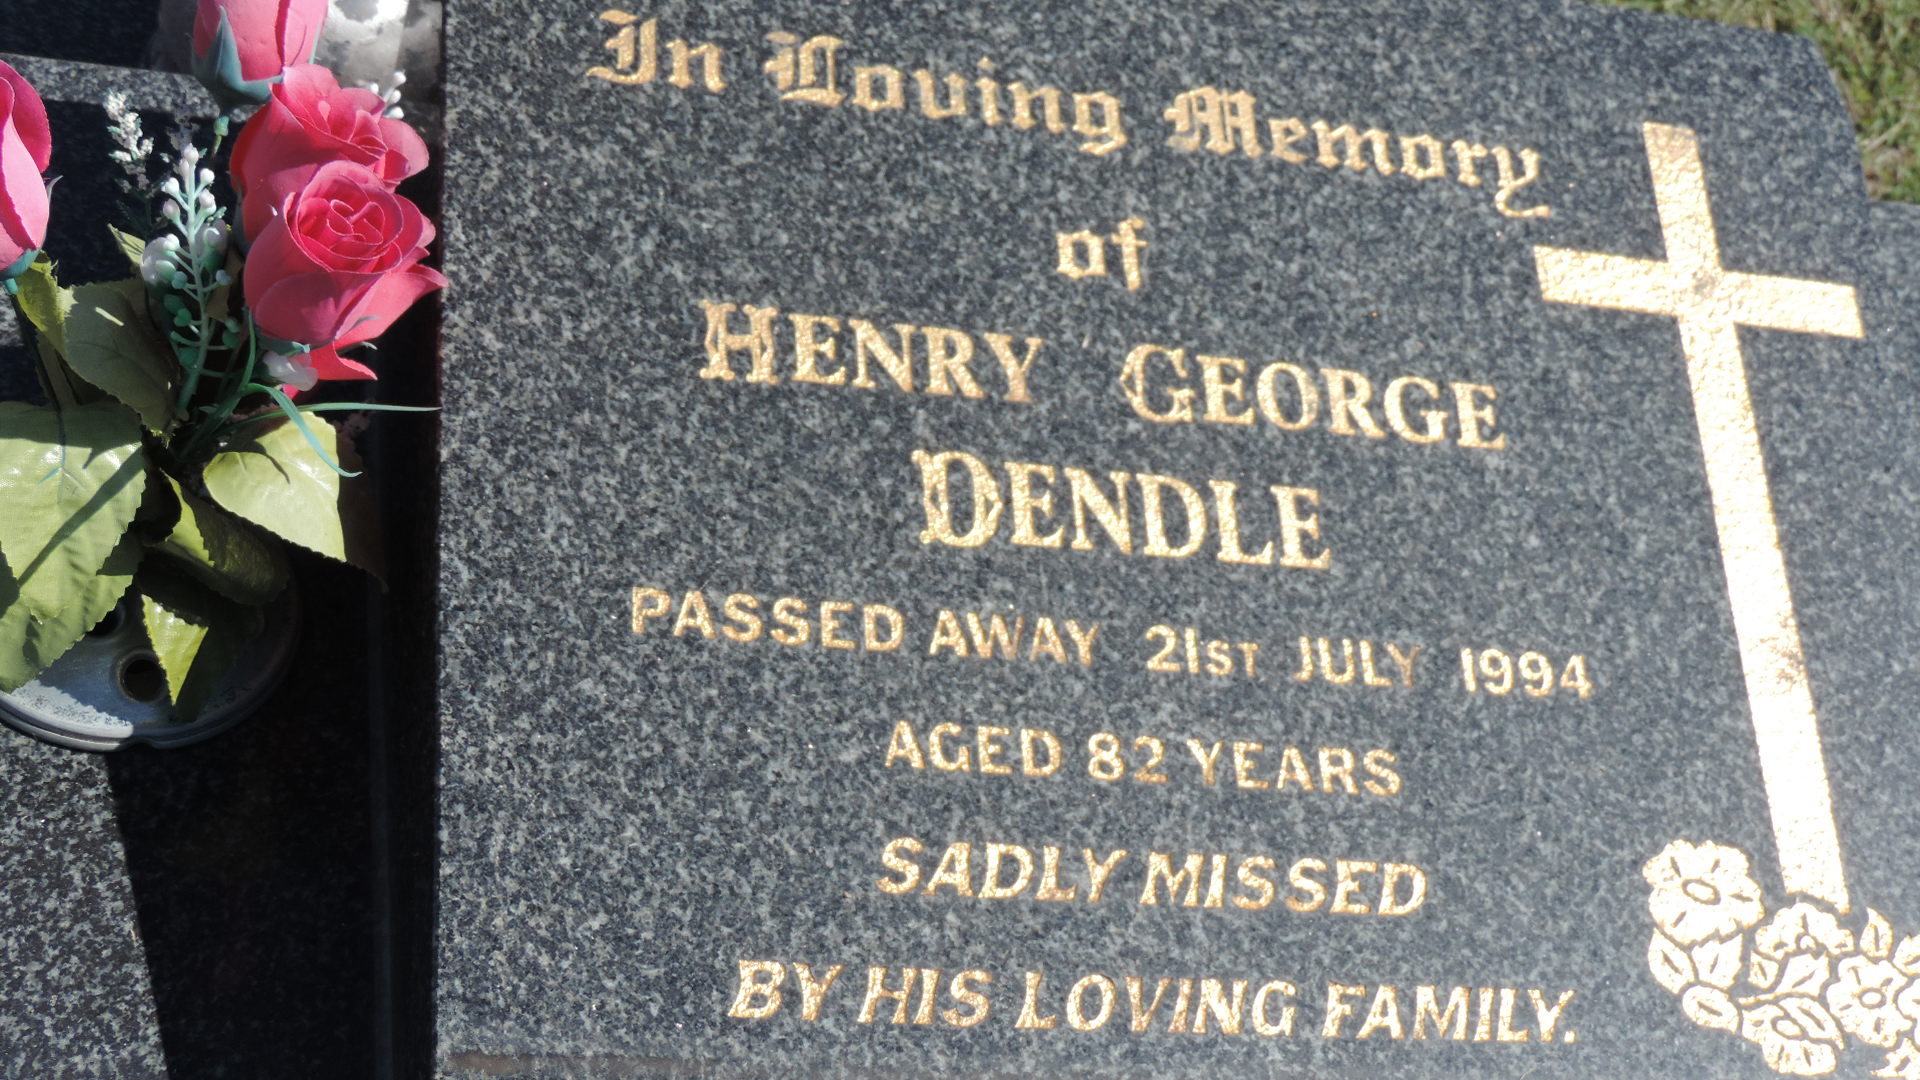 In Loving Memory
of
HENRY GEORGE
DENDLE
PASSED AWAY 21ST JULY 1994
AGED 82 YEARS
SADLY MISSED
BY HIS LOVING FAMILY.